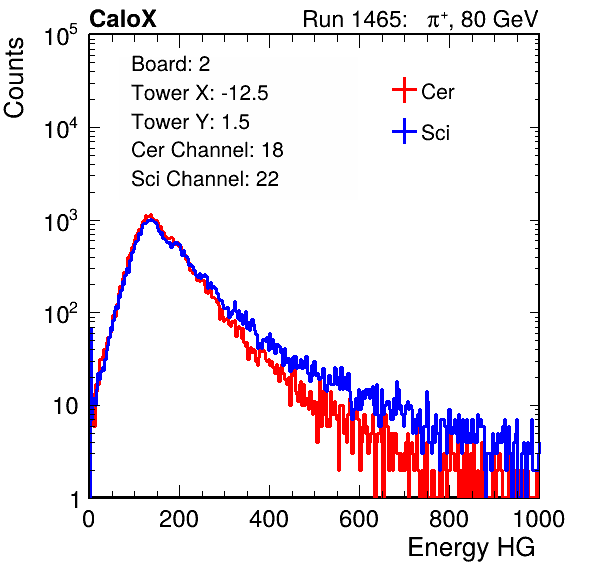 CaloX Run 1465: π⁺, 80 GeV
Counts
10⁵
10⁴
10³
10²
10
1
Board: 2
Tower X: -12.5
Tower Y: 1.5
Cer Channel: 18
Sci Channel: 22
Cer
Sci
0 200 400 600 800 1000
Energy HG